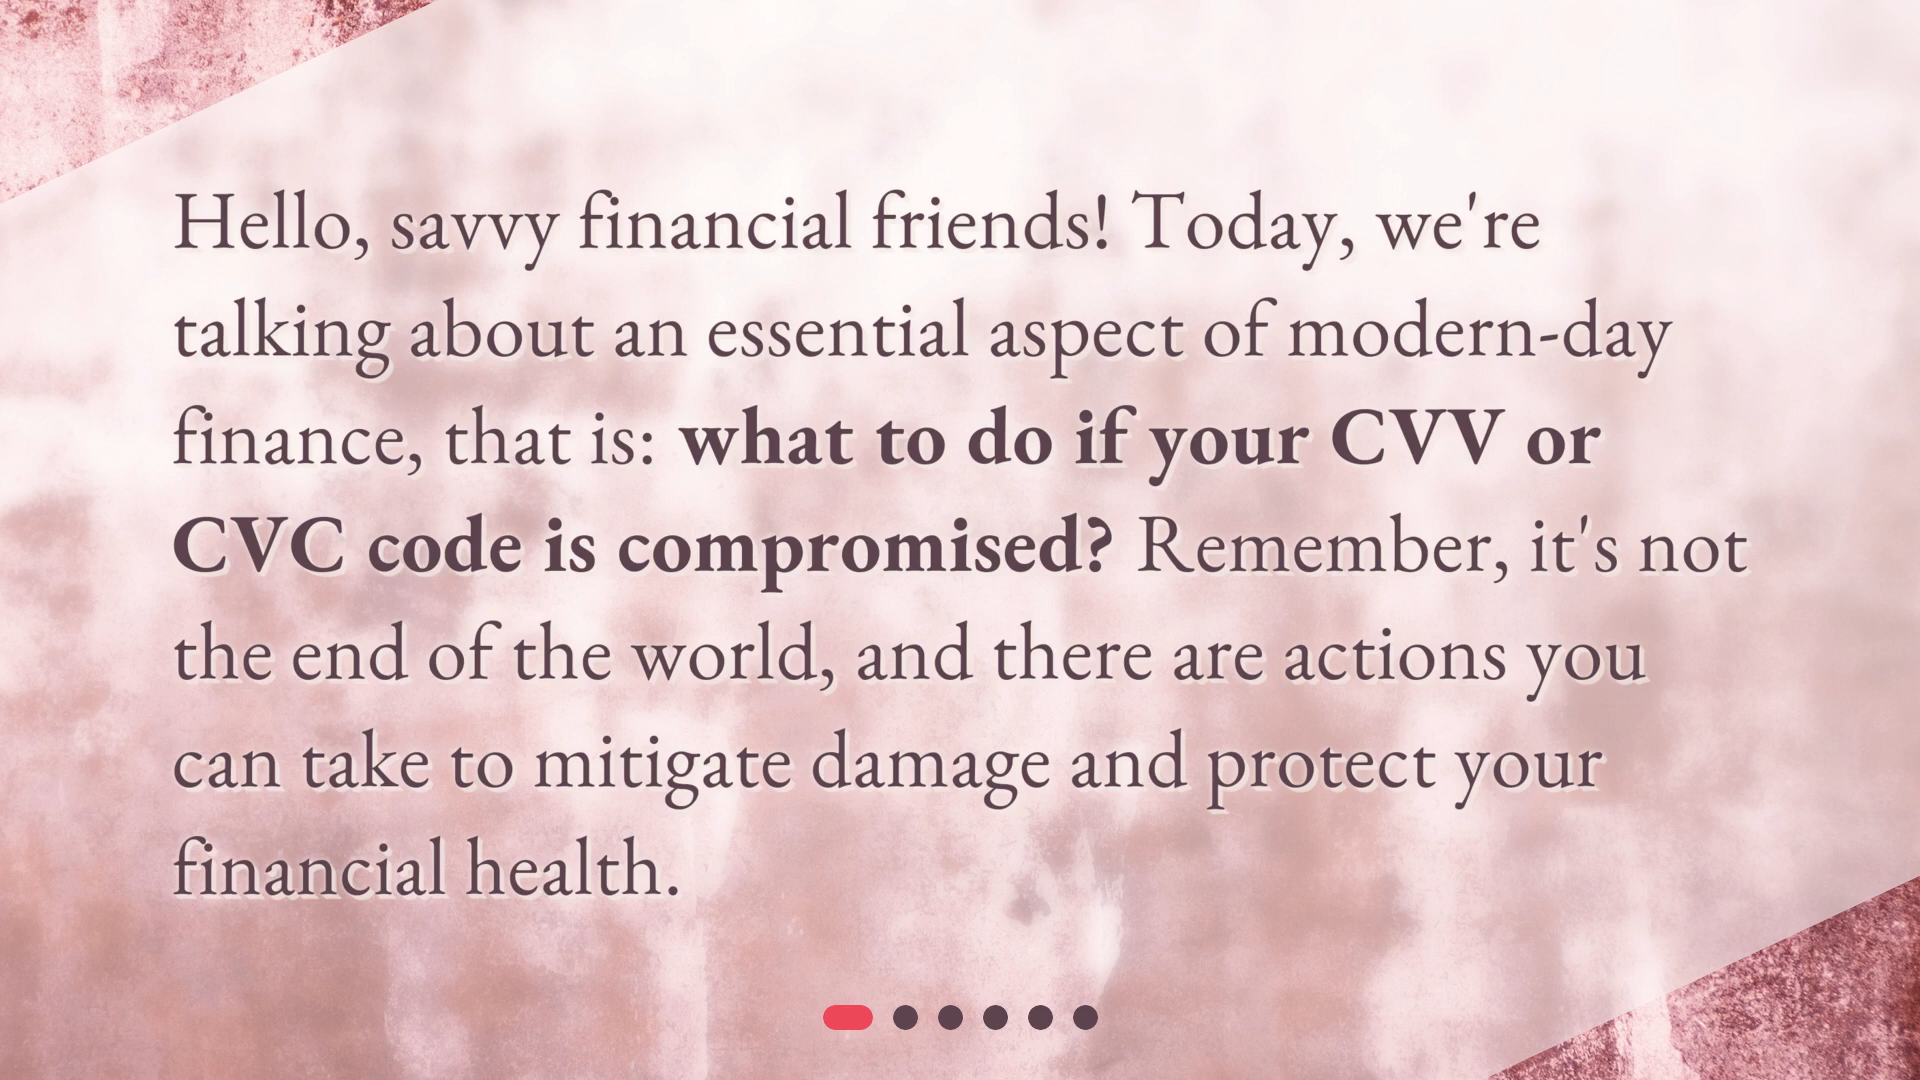 Hello, savvy financial friends! Today, we're
talking about an essential aspect of modern-day
finance, that is: what to do if your CVV or
CVC code is compromised? Remember, it's not
the end of the world, and there are actions you
can take to mitigate damage and protect your
financial health.